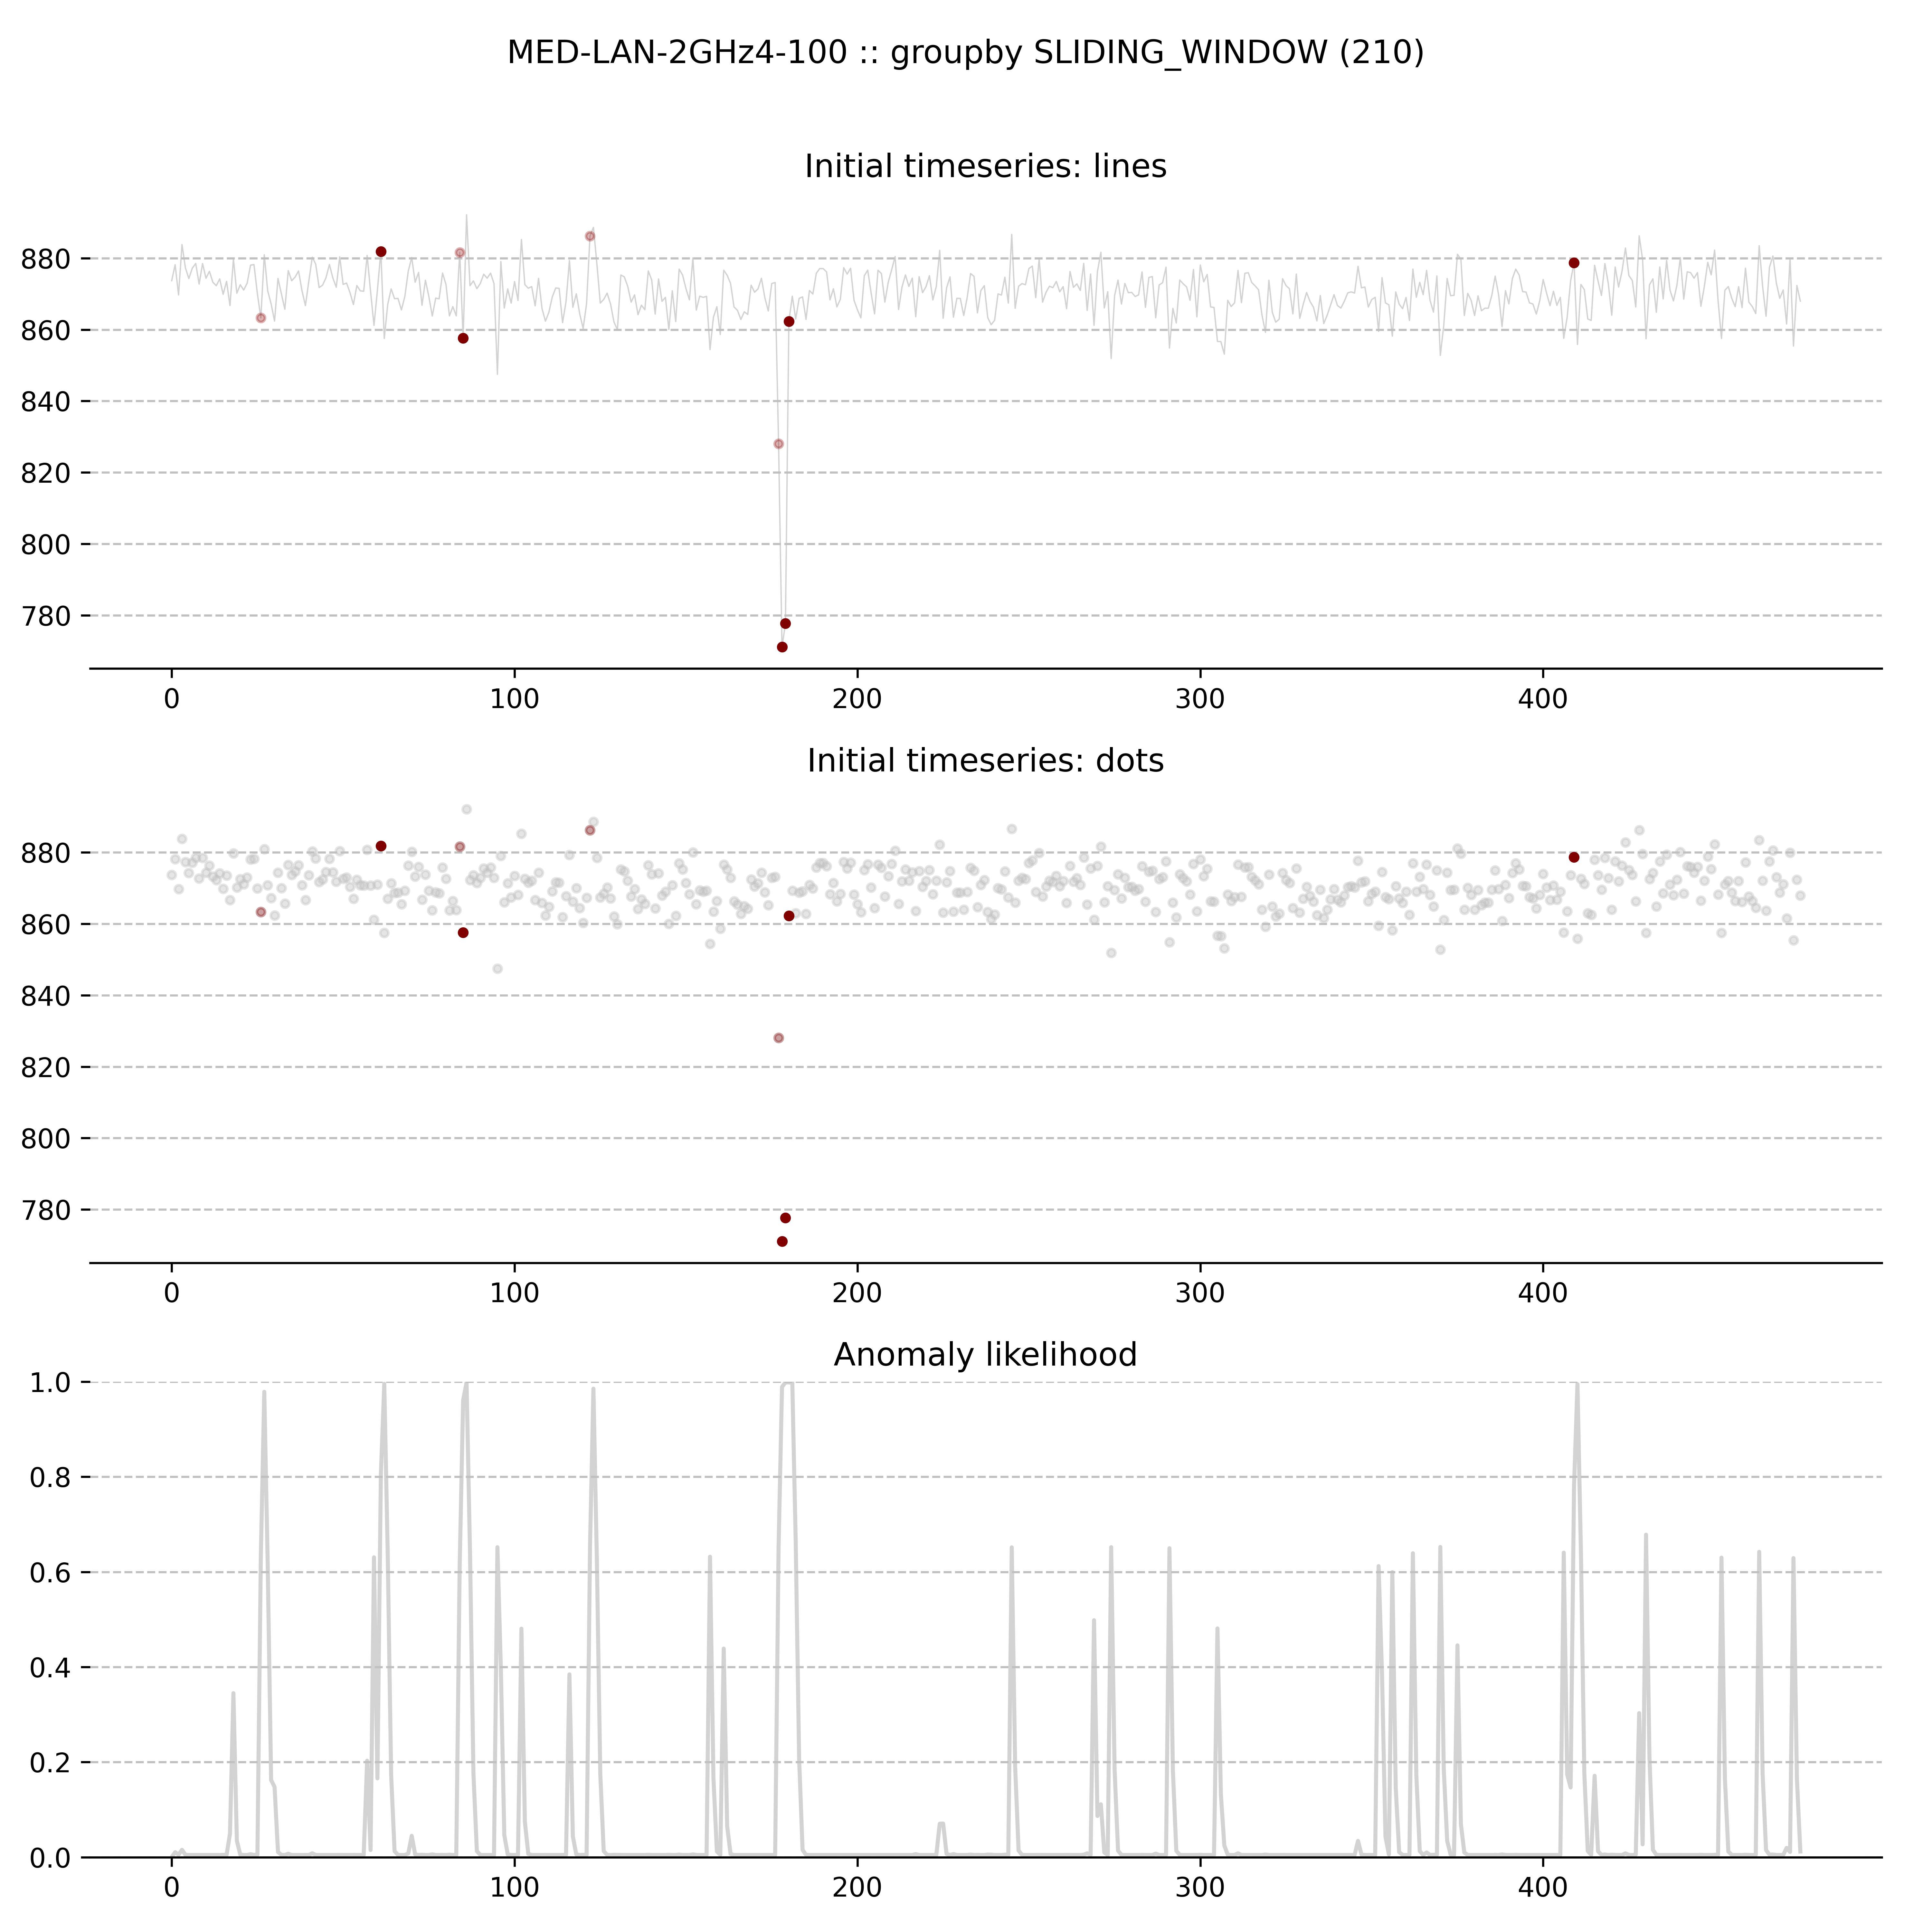 MED-LAN-2GHz4-100 :: groupby SLIDING_WINDOW (210)
Initial timeseries: lines
880
860
840
820
800
780
0 100 200 300 400
Initial timeseries: dots
880
860
840
820
800
780
0 100 200 300 400
Anomaly likelihood
1.0
0.8
0.6
0.4
0.2
0.0
0 100 200 300 400